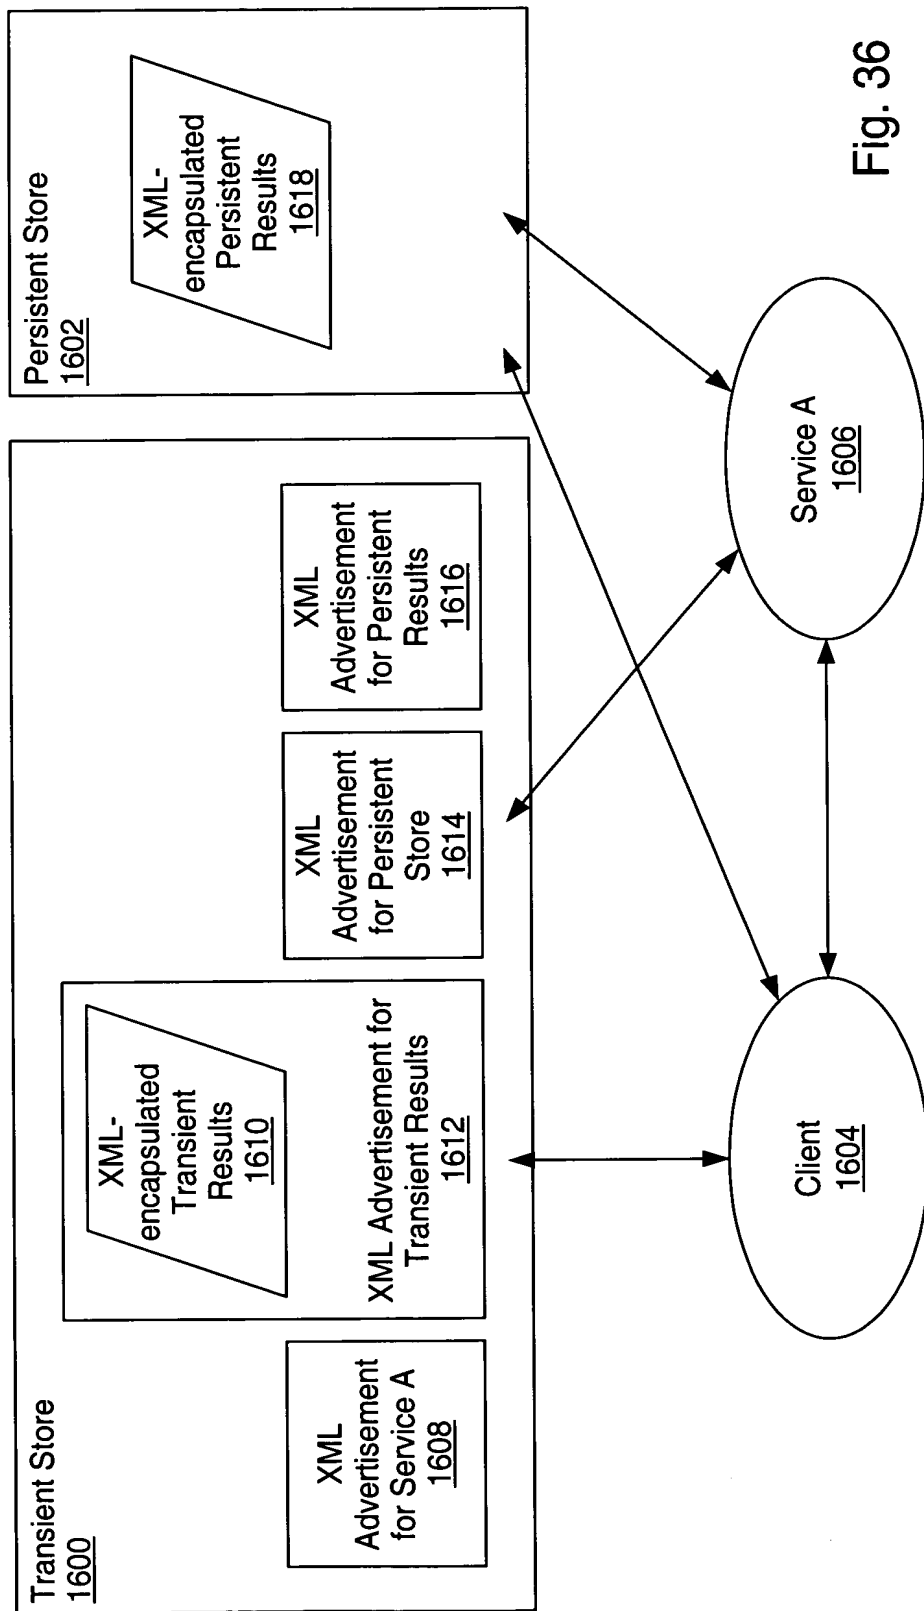 Transient Store
1600
XML
Advertisement
for Service A
1608
XML-
encapsulated
Transient
Results
1610
XML Advertisement for
Transient Results
1612
XML
Advertisement
for Persistent
Store
1614
XML
Advertisement
for Persistent
Results
1616
Persistent Store
1602
XML-
encapsulated
Persistent
Results
1618
Client
1604
Service A
1606
Fig. 36